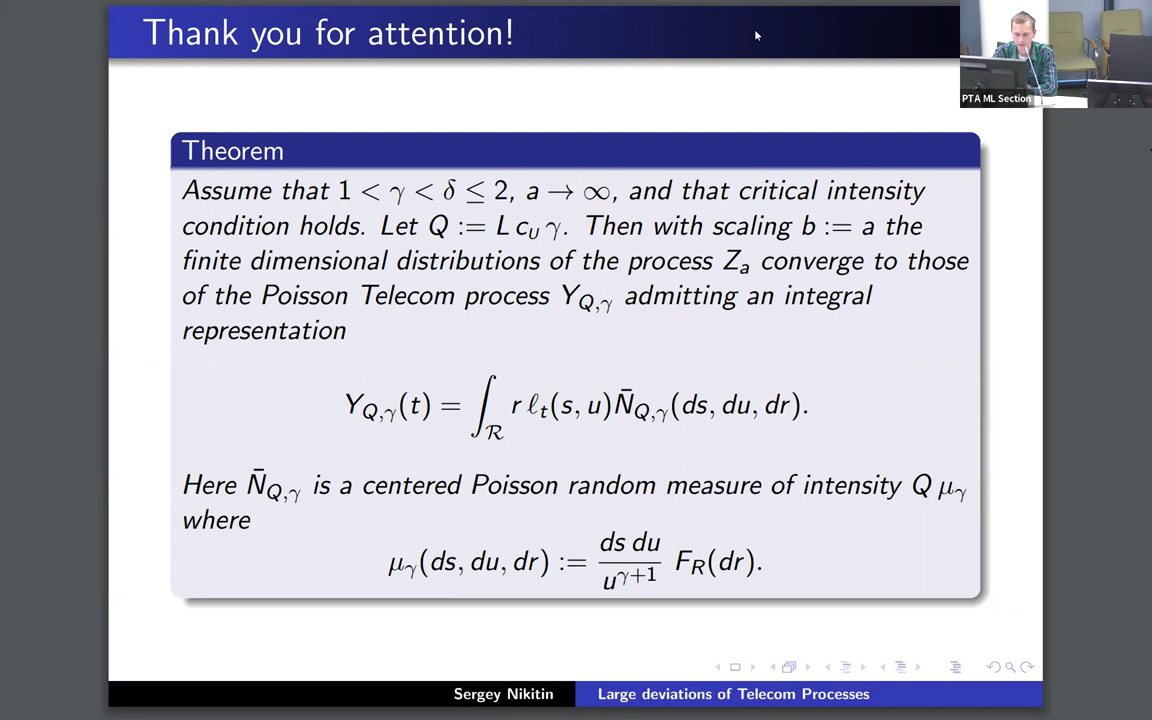 Thank you for attention!
PTA ML Section
Theorem
Assume that 1 < γ < δ ≤ 2, a → ∞, and that critical intensity
condition holds. Let Q := L c_U γ. Then with scaling b := a the
finite dimensional distributions of the process Z_a converge to those
of the Poisson Telecom process Y_{Q,γ} admitting an integral
representation
Y_{Q,γ}(t) = ∫_R r ℓ_t(s, u) N̄_{Q,γ}(ds, du, dr).
Here N̄_{Q,γ} is a centered Poisson random measure of intensity Q μ_γ
where
μ_γ(ds, du, dr) := ds du / u^{γ+1} F_R(dr).
Sergey Nikitin
Large deviations of Telecom Processes